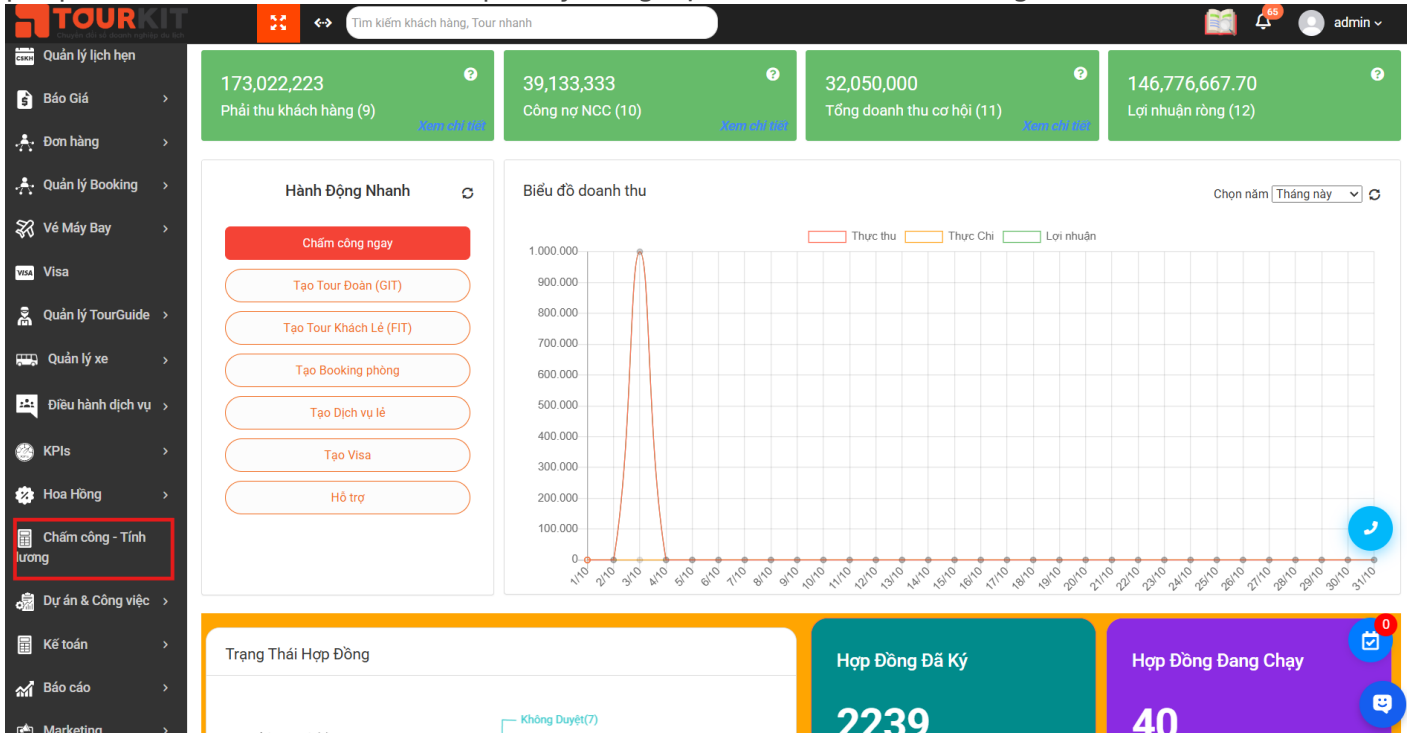 TOURKIT
Chuyển đổi số doanh nghiệp du lịch
Tìm kiếm khách hàng, Tour nhanh
65
admin
CSKH
Quản lý lịch hẹn
Báo Giá
Đơn hàng
Quản lý Booking
Vé Máy Bay
VISA
Visa
Quản lý TourGuide
Quản lý xe
Điều hành dịch vụ
KPIs
Hoa Hồng
Chấm công - Tính
lương
Dự án & Công việc
Kế toán
Báo cáo
Marketing
173,022,223
Phải thu khách hàng (9)
Xem chi tiết
39,133,333
Công nợ NCC (10)
Xem chi tiết
32,050,000
Tổng doanh thu cơ hội (11)
Xem chi tiết
146,776,667.70
Lợi nhuận ròng (12)
Hành Động Nhanh
Chấm công ngay
Tạo Tour Đoàn (GIT)
Tạo Tour Khách Lẻ (FIT)
Tạo Booking phòng
Tạo Dịch vụ lẻ
Tạo Visa
Hỗ trợ
Biểu đồ doanh thu
Chọn năm Tháng này
Thực thu Thực Chi Lợi nhuận
1.000.000
900.000
800.000
700.000
600.000
500.000
400.000
300.000
200.000
100.000
0
1/10 2/10 3/10 4/10 5/10 6/10 7/10 8/10 9/10 10/10 11/10 12/10 13/10 14/10 15/10 16/10 17/10 18/10 19/10 20/10 21/10 22/10 23/10 24/10 25/10 26/10 27/10 28/10 29/10 30/10 31/10
Trạng Thái Hợp Đồng
Không Duyệt(7)
Hợp Đồng Đã Ký
2239
Hợp Đồng Đang Chạy
40
0